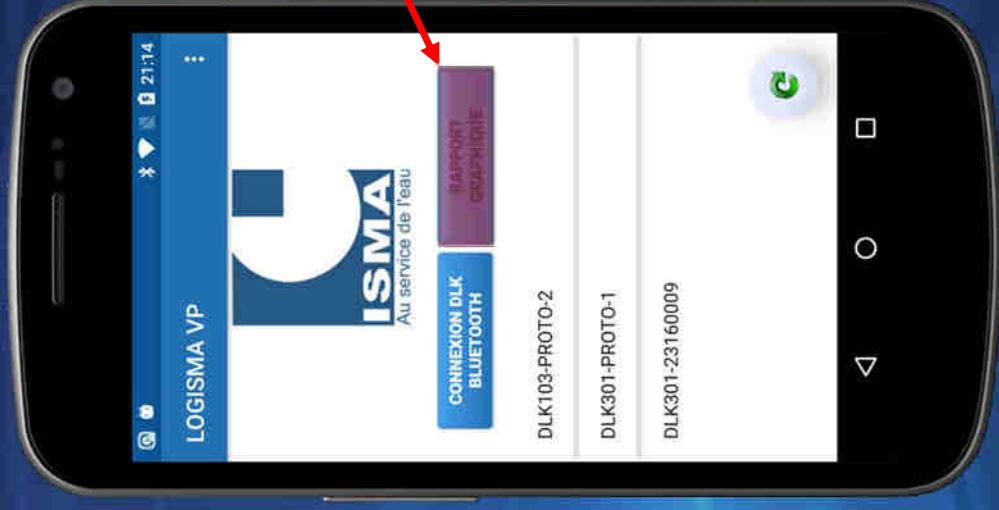 21:14
LOGISMA VP
ISMA
Au service de l'eau
CONNEXION DLK
BLUETOOTH
RAPPORT
GRAPHIQUE
DLK103-PROTO-2
DLK301-PROTO-1
DLK301-23160009